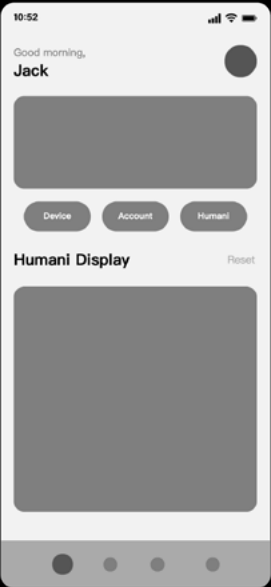 10:52
Good morning,
Jack
Device Account Humani
Humani Display Reset